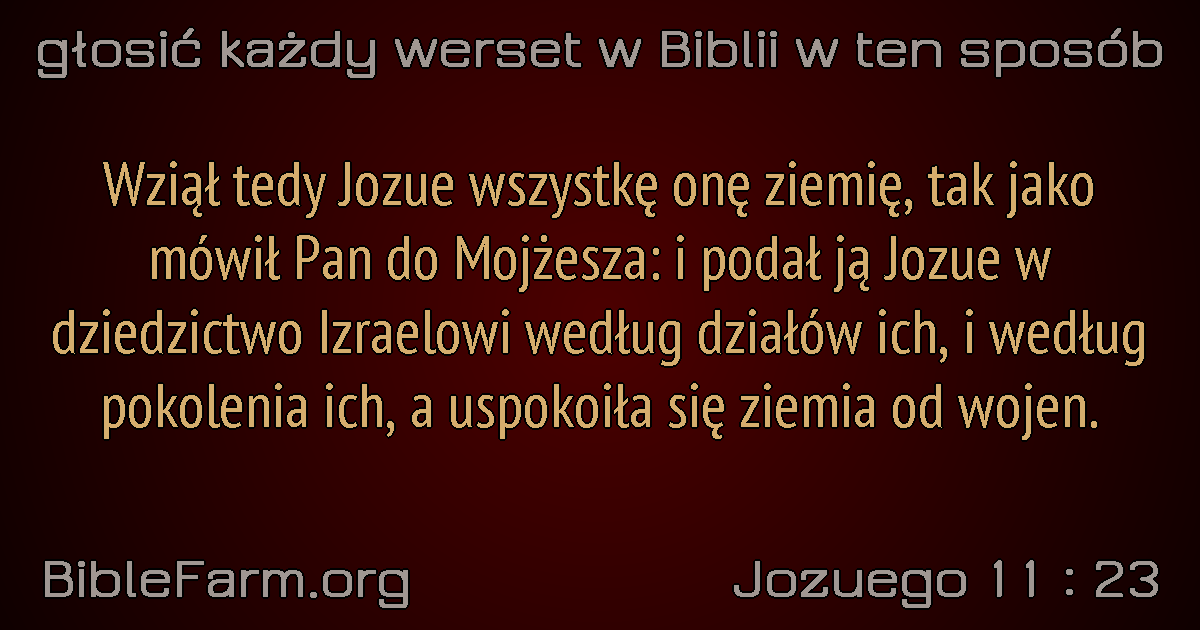 głosić każdy werset w Biblii w ten sposób
Wziął tedy Jozue wszystkę onę ziemię, tak jako
mówił Pan do Mojżesza: i podał ją Jozue w
dziedzictwo Izraelowi według działów ich, i według
pokolenia ich, a uspokoiła się ziemia od wojen.
BibleFarm.org
Jozuego 11 : 23